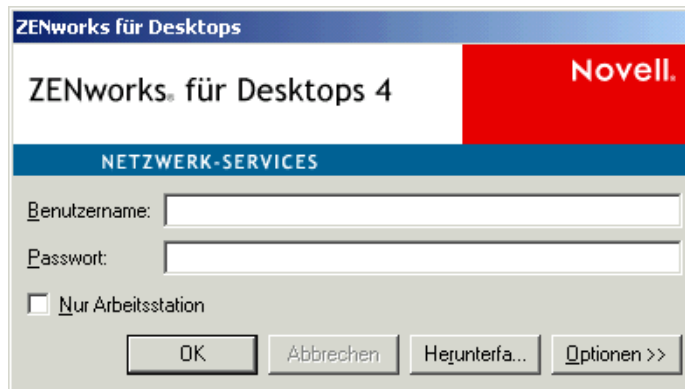 ZENworks für Desktops
ZENworks® für Desktops 4
Novell®
NETZWERK-SERVICES
Benutzername:
Passwort:
Nur Arbeitsstation
OK Abbrechen Herunterfa... Optionen >>